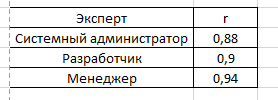 Эксперт r
Системный администратор 0,88
Разработчик 0,9
Менеджер 0,94